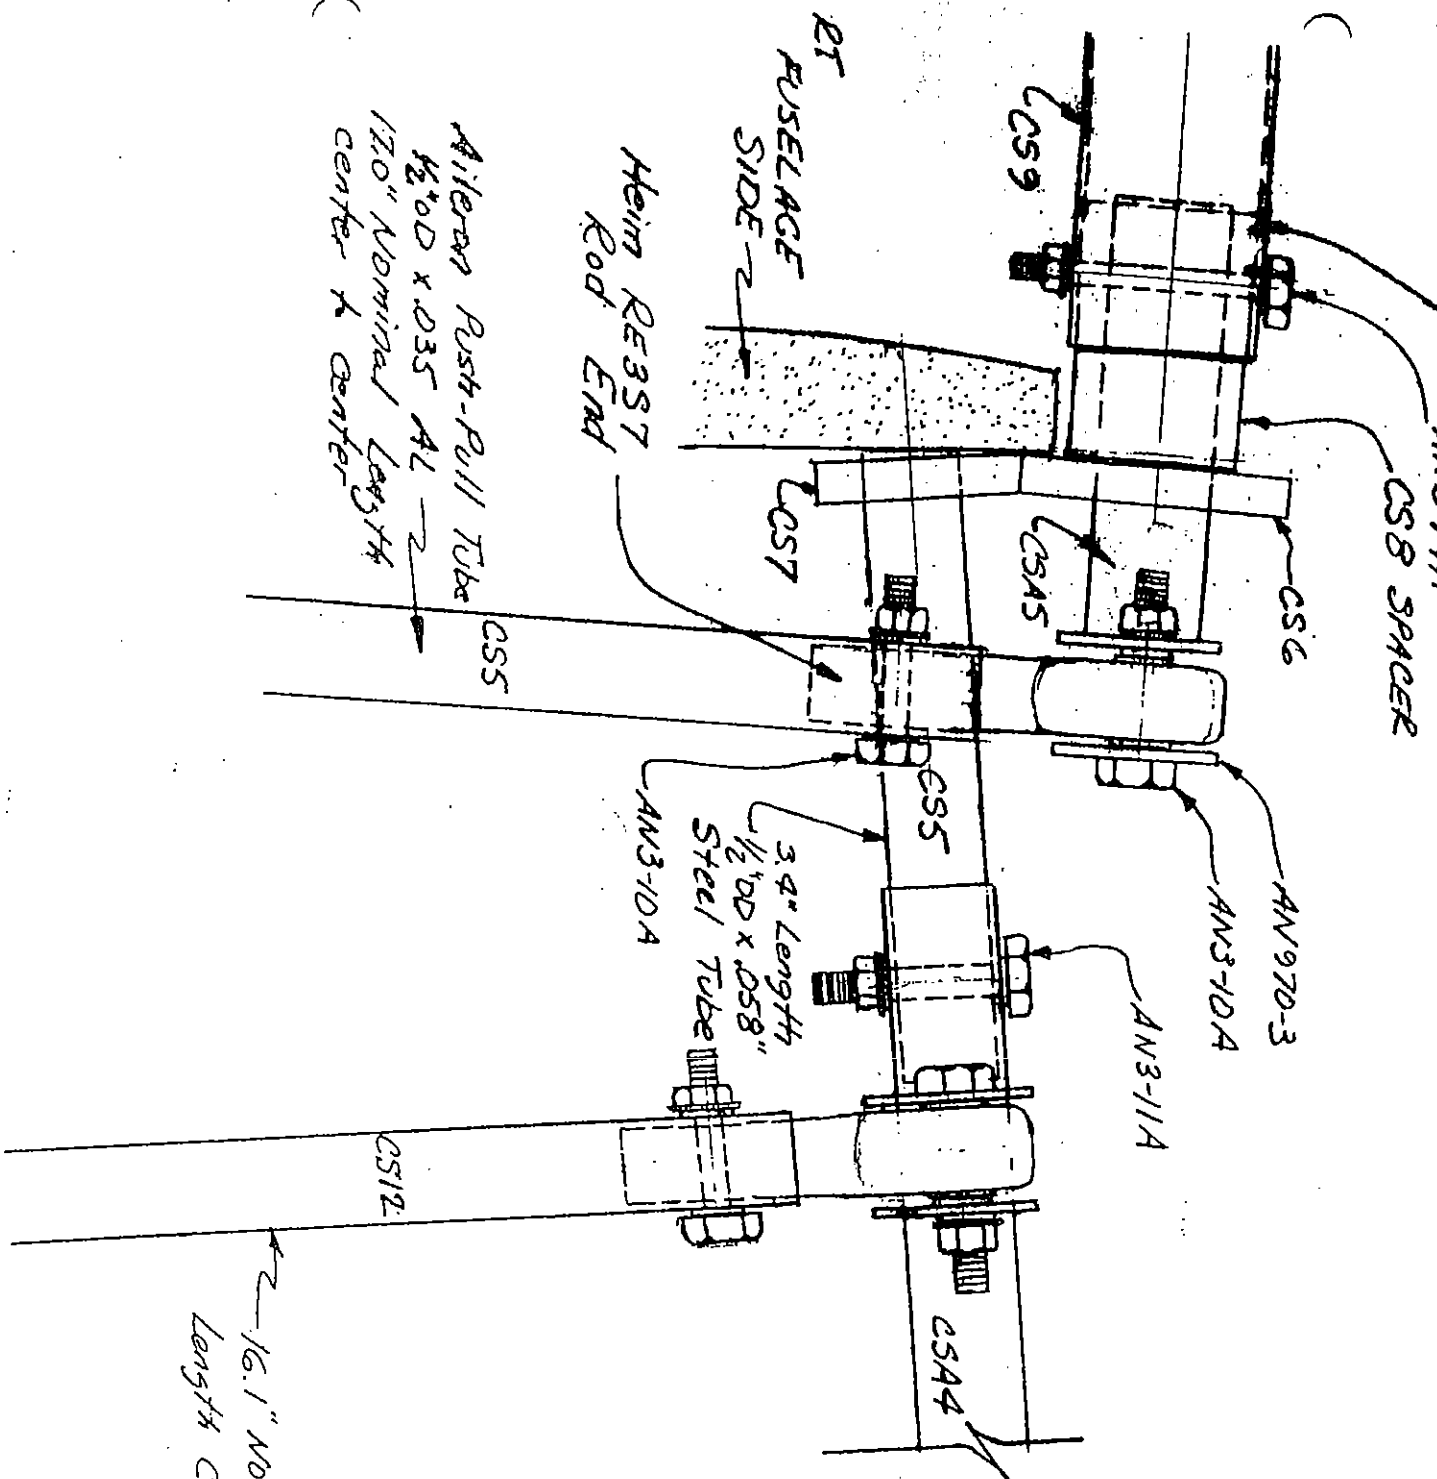 CS8 SPACER
CS6
AN970-3
AN3-10A
AN3-11A
CS9
CSA5
CS7
CS5
3.4" Length
1/2" OD x .058"
Steel Tube
AN3-10A
CSA4
RT
FUSELAGE
SIDE
Heim RE3S7
Rod End
Aileron Push-Pull Tube
1/2" OD x .035 AL
17.0" Nominal Length
center to center
CS5
CS12
16.1" No
Length C